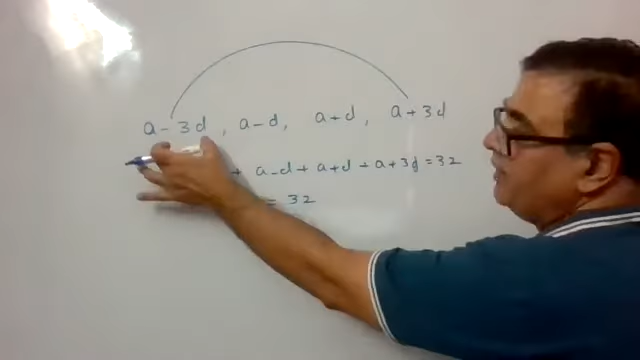 a - 3d , a - d , a + d , a + 3d
+ a - d + a + d + a + 3d = 32
= 32